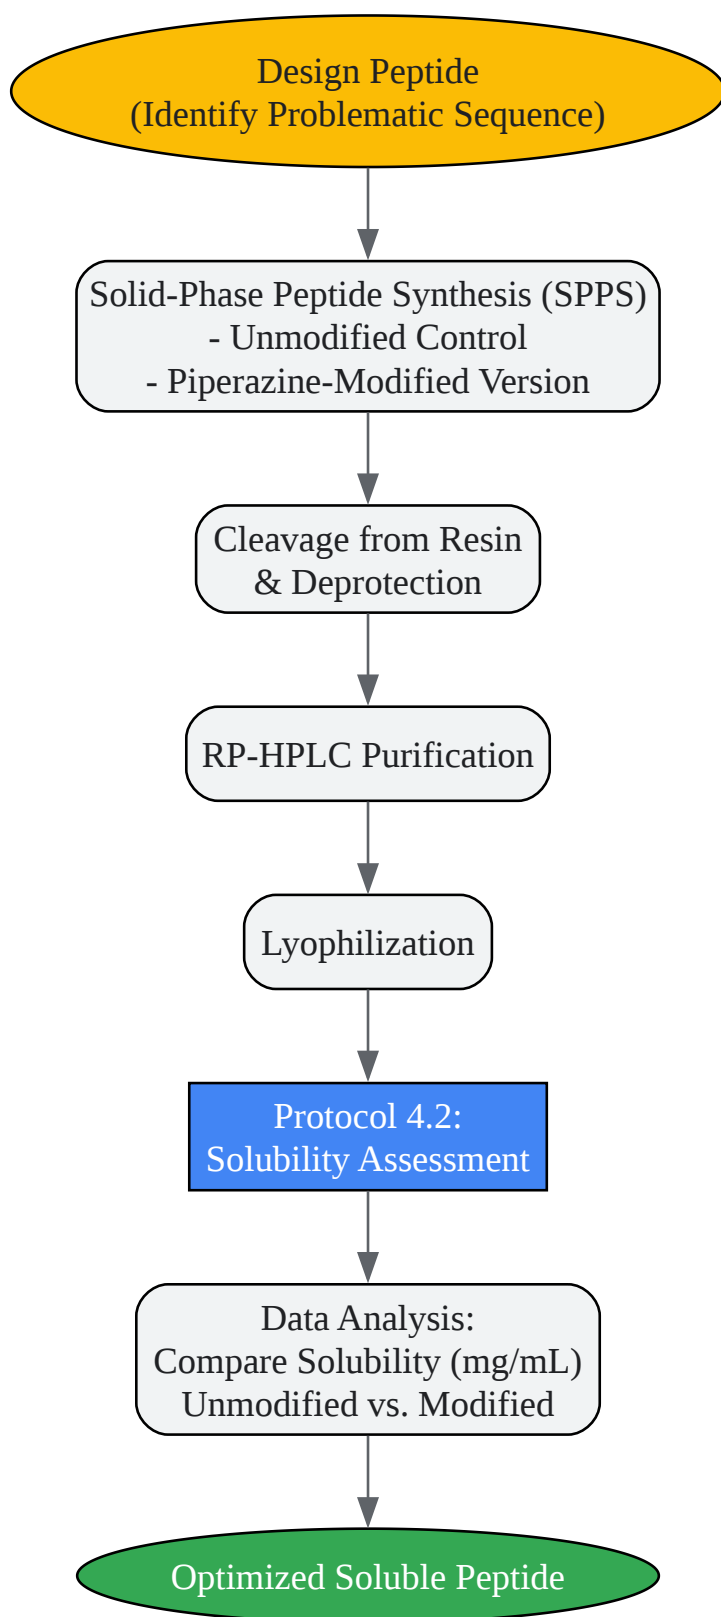 Design Peptide
(Identify Problematic Sequence)
Solid-Phase Peptide Synthesis (SPPS)
- Unmodified Control
- Piperazine-Modified Version
Cleavage from Resin
& Deprotection
RP-HPLC Purification
Lyophilization
Protocol 4.2:
Solubility Assessment
Data Analysis:
Compare Solubility (mg/mL)
Unmodified vs. Modified
Optimized Soluble Peptide